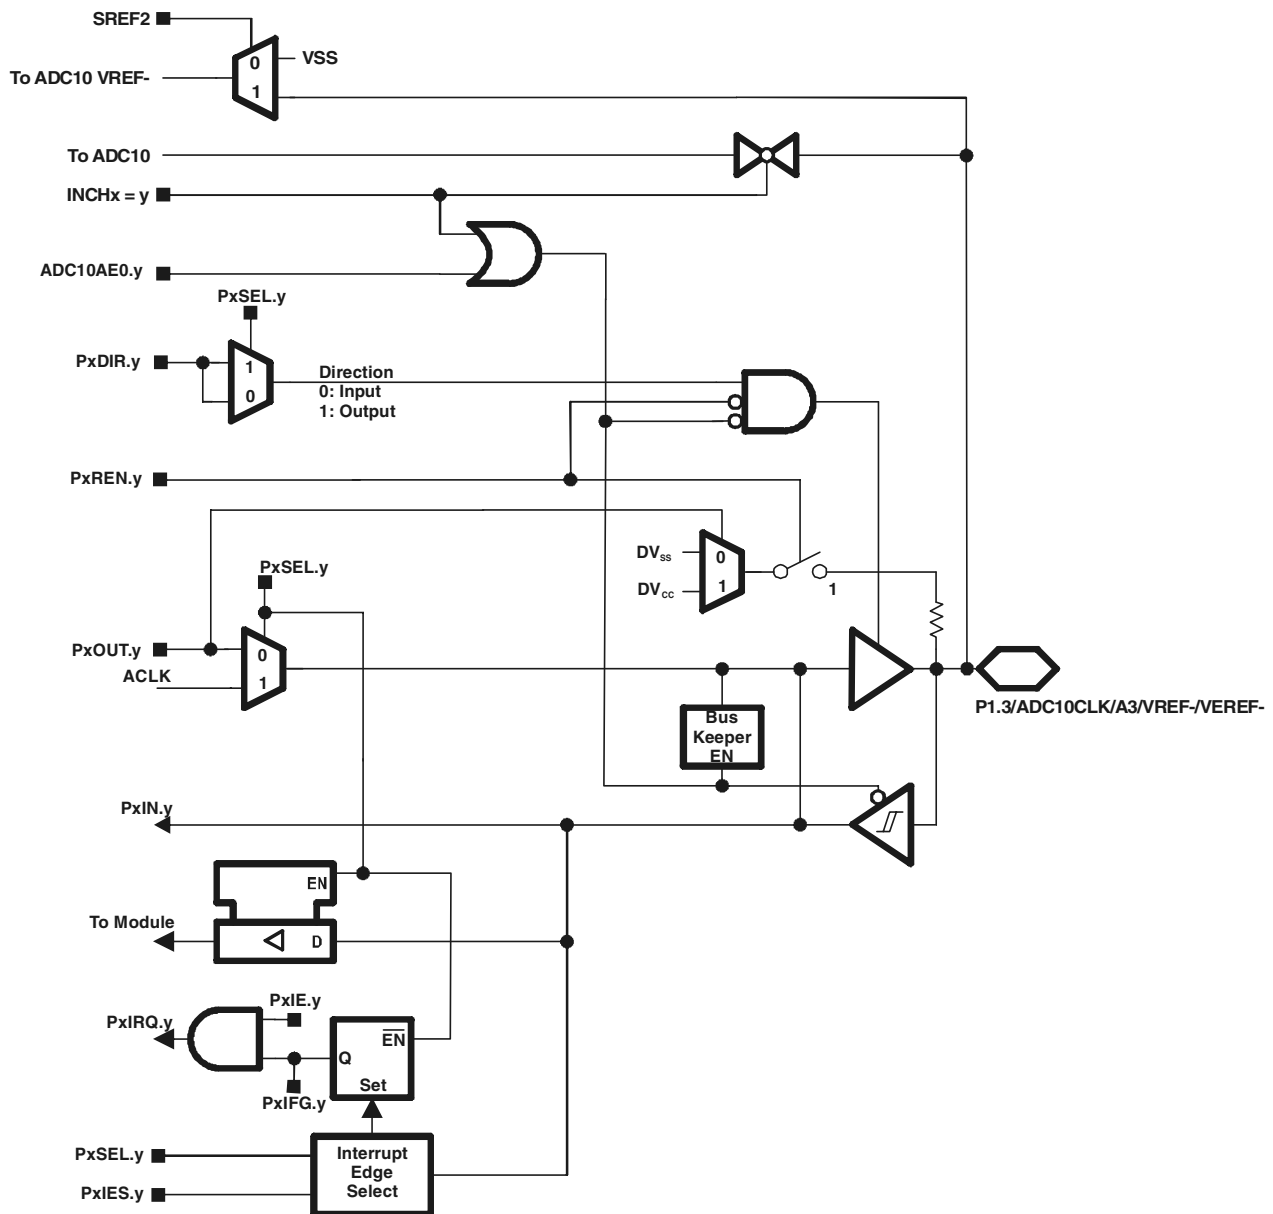 SREF2
0
VSS
To ADC10 VREF-
1
To ADC10
INCHx = y
ADC10AE0.y
PxSEL.y
PxDIR.y
1
0
Direction
0: Input
1: Output
PxREN.y
DVSS
0
DVCC
1
1
PxSEL.y
PxOUT.y
0
ACLK
1
Bus
Keeper
EN
P1.3/ADC10CLK/A3/VREF-/VEREF-
PxIN.y
EN
To Module
D
PxIE.y
PxIRQ.y
EN
Q
Set
PxIFG.y
PxSEL.y
PxIES.y
Interrupt
Edge
Select